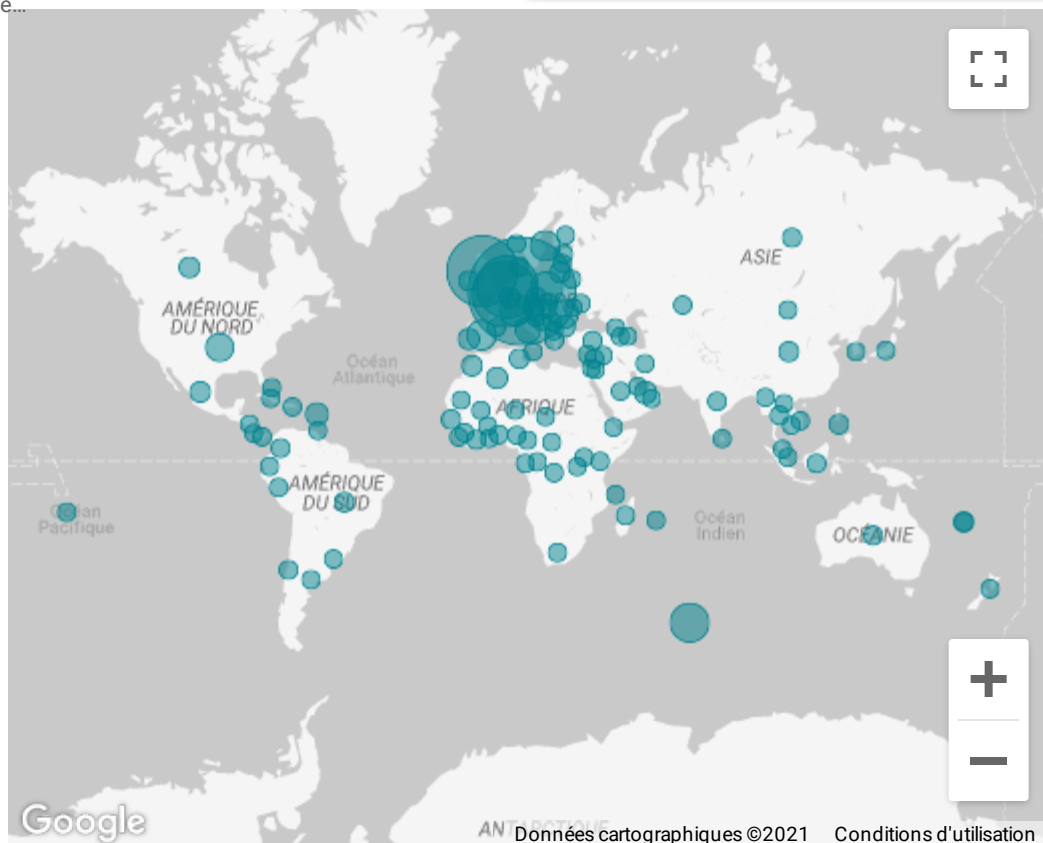 e...
ASIE
AMÉRIQUE
DU NORD
Océan
Atlantique
AFRIQUE
AMÉRIQUE
DU SUD
Océan
Pacifique
Océan
Indien
OCÉANIE
Google
ANTARCTIQUE
Données cartographiques ©2021 Conditions d'utilisation